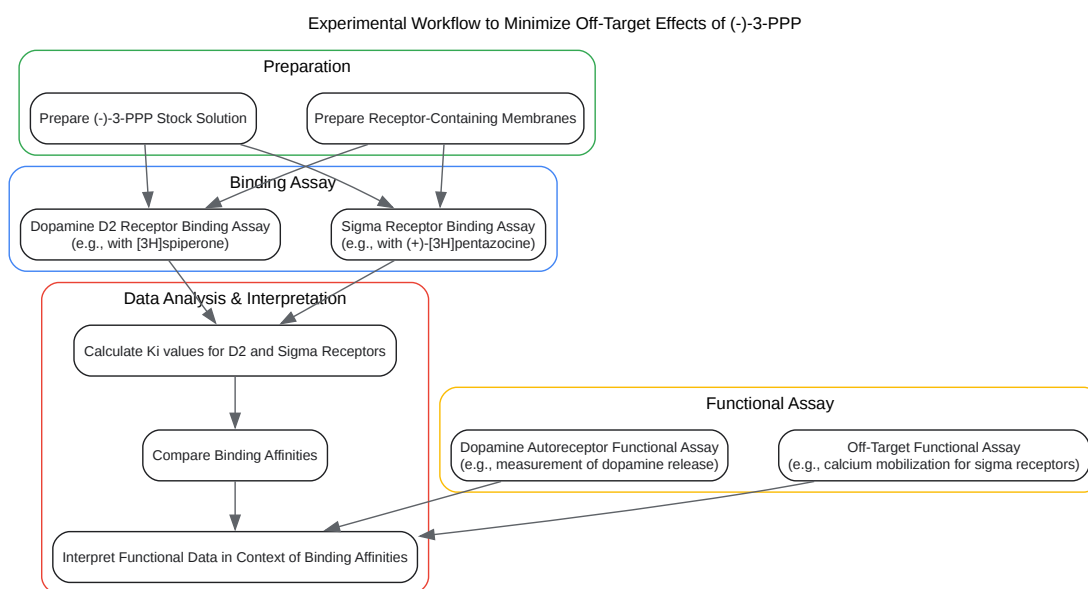 Experimental Workflow to Minimize Off-Target Effects of (-)-3-PPP
Preparation
Prepare (-)-3-PPP Stock Solution
Prepare Receptor-Containing Membranes
Binding Assay
Dopamine D2 Receptor Binding Assay
(e.g., with [3H]spiperone)
Sigma Receptor Binding Assay
(e.g., with (+)-[3H]pentazocine)
Data Analysis & Interpretation
Calculate Ki values for D2 and Sigma Receptors
Compare Binding Affinities
Functional Assay
Dopamine Autoreceptor Functional Assay
(e.g., measurement of dopamine release)
Off-Target Functional Assay
(e.g., calcium mobilization for sigma receptors)
Interpret Functional Data in Context of Binding Affinities